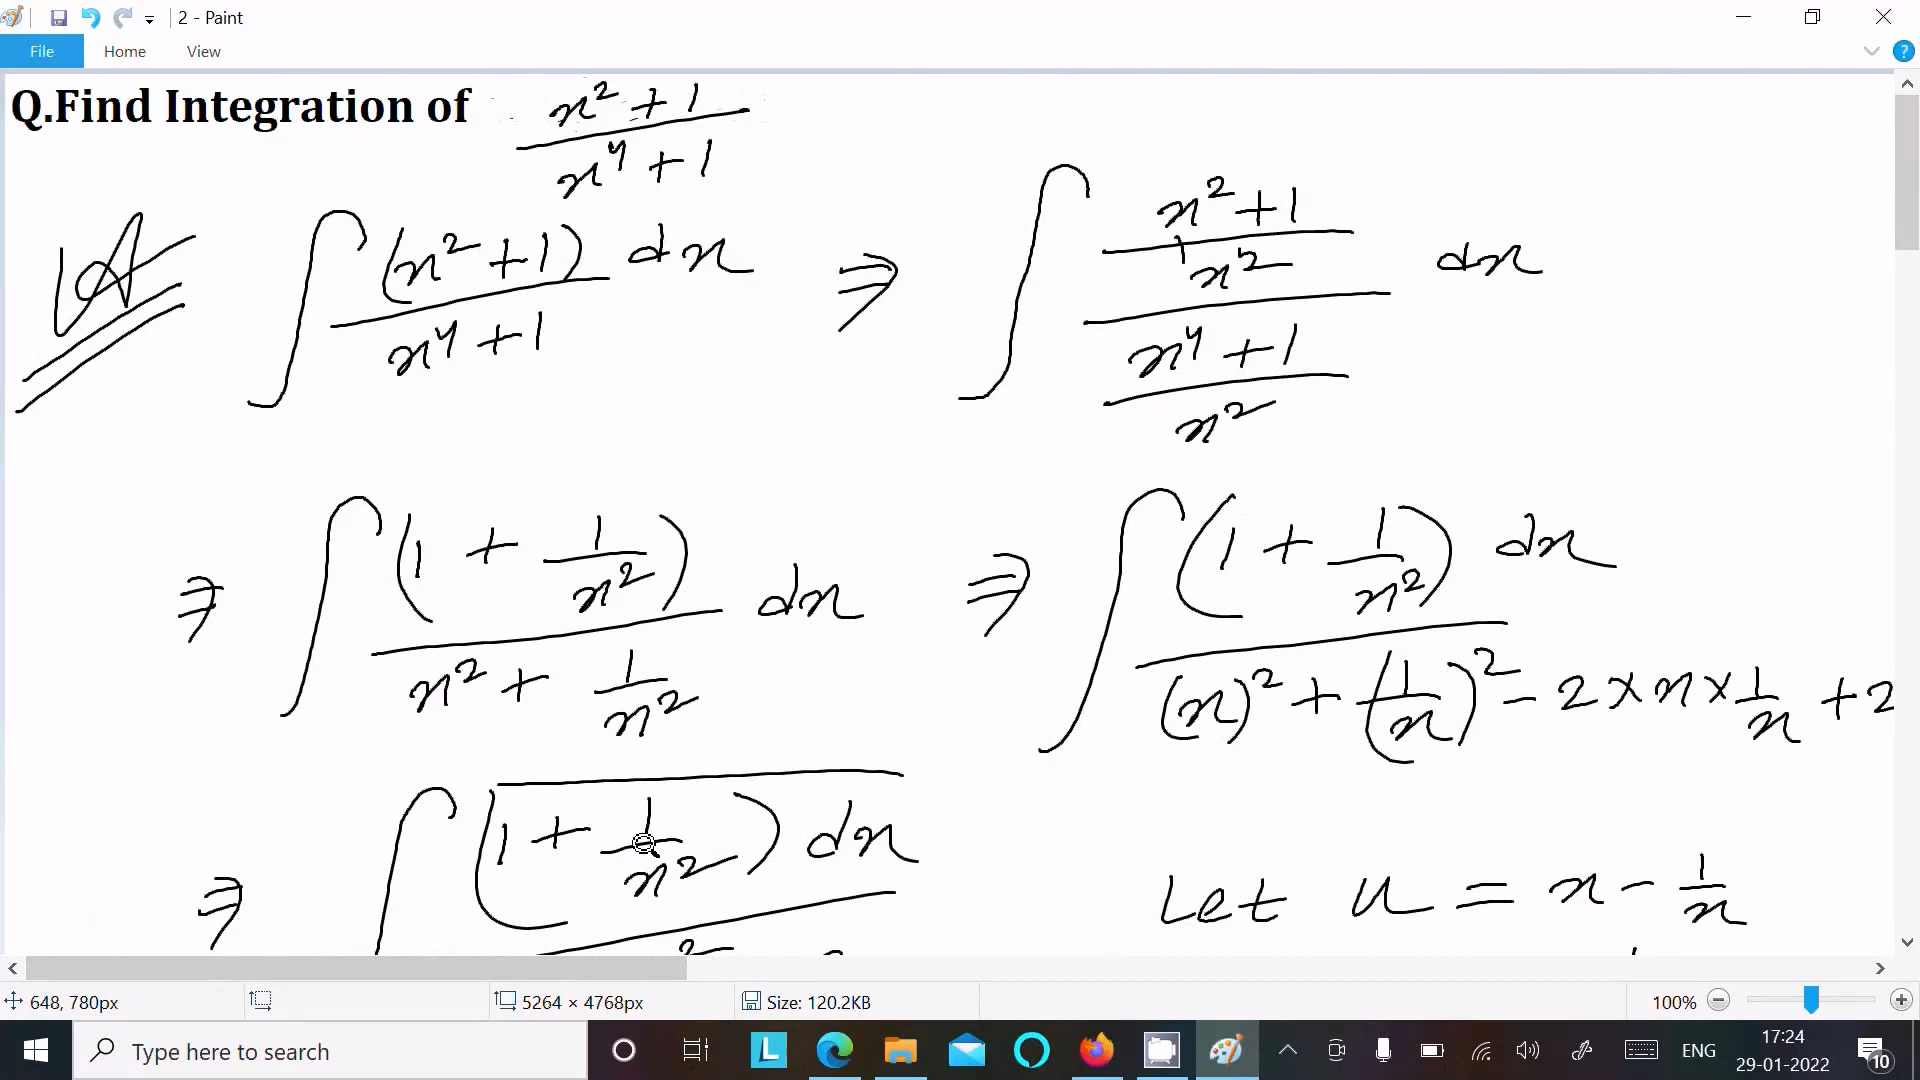 2 - Paint
File Home View
Q.Find Integration of (x² + 1)/(x⁴ + 1)
∫ (x² + 1) dx / (x⁴ + 1) ⇒ ∫ ((x² + 1)/x²) / ((x⁴ + 1)/x²) dx
⇒ ∫ (1 + 1/x²) / (x² + 1/x²) dx ⇒ ∫ (1 + 1/x²) dx / ((x)² + (1/x)² - 2 × x × 1/x + 2)
⇒ ∫ (1 + 1/x²) dx
Let u = x - 1/x
648, 780px 5264 × 4768px Size: 120.2KB 100%
Type here to search
L
ENG
17:24
29-01-2022
10